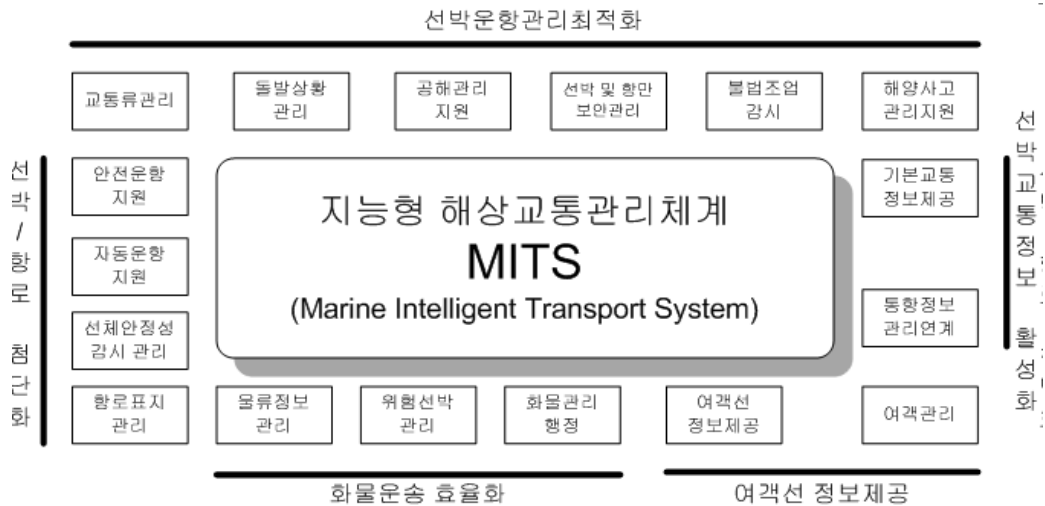 선박운항관리최적화
교통류관리
돌발상황
관리
공해관리
지원
선박 및 항만
보안관리
불법조업
감시
해양사고
관리지원
선박/항로 첨단화
안전운항
지원
자동운항
지원
선체안정성
감시 관리
항로표지
관리
지능형 해상교통관리체계
MITS
(Marine Intelligent Transport System)
기본교통
정보제공
통항정보
관리연계
선박교통정보 활성화
물류정보
관리
위험선박
관리
화물관리
행정
여객선
정보제공
여객관리
화물운송 효율화
여객선 정보제공